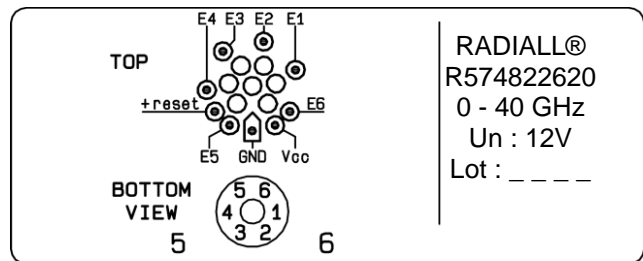 E4 E3 E2 E1
TOP
+reset E6
E5 GND Vcc
BOTTOM
VIEW
5 6
4 1
3 2
5 6
RADIALL®
R574822620
0 - 40 GHz
Un : 12V
Lot : _ _ _ _